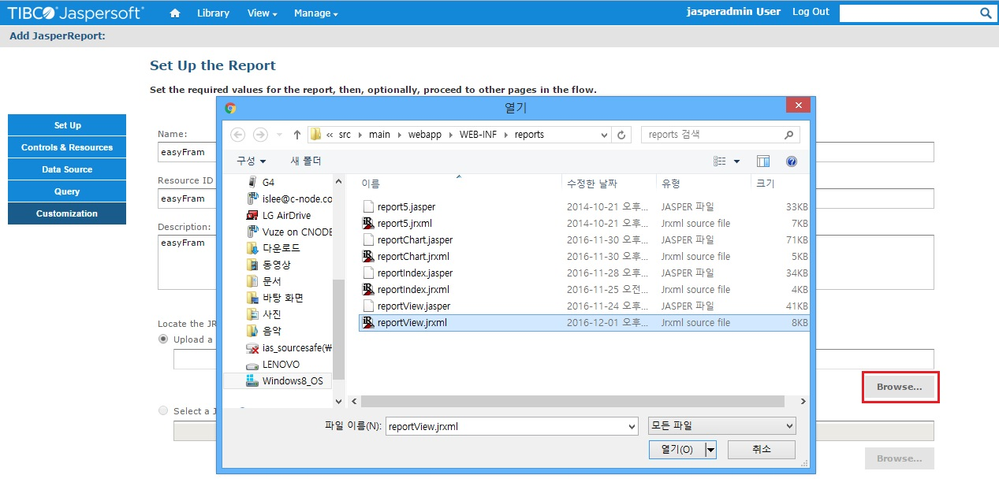 TIBCO Jaspersoft Library View Manage jasperadmin User Log Out
Add JasperReport:
Set Up the Report
Set the required values for the report, then, optionally, proceed to other pages in the flow.
Set Up
Controls & Resources
Data Source
Query
Customization
Name:
easyFram
Resource ID
easyFram
Description:
easyFram
Locate the JR
Upload a
Browse...
Select a J
Browse...
열기
« src main webapp WEB-INF reports
reports 검색
구성 새 폴더
G4
islee@c-node.co
LG AirDrive
Vuze on CNODE
다운로드
동영상
문서
바탕 화면
사진
음악
ias_sourcesafe(₩
LENOVO
Windows8_OS
이름 수정한 날짜 유형 크기
report5.jasper 2014-10-21 오후... JASPER 파일 33KB
report5.jrxml 2014-10-21 오후... Jrxml source file 7KB
reportChart.jasper 2016-11-30 오후... JASPER 파일 71KB
reportChart.jrxml 2016-11-30 오후... Jrxml source file 5KB
reportIndex.jasper 2016-11-28 오후... JASPER 파일 34KB
reportIndex.jrxml 2016-11-25 오전... Jrxml source file 4KB
reportView.jasper 2016-11-24 오후... JASPER 파일 41KB
reportView.jrxml 2016-12-01 오후... Jrxml source file 8KB
파일 이름(N): reportView.jrxml 모든 파일
열기(O) 취소